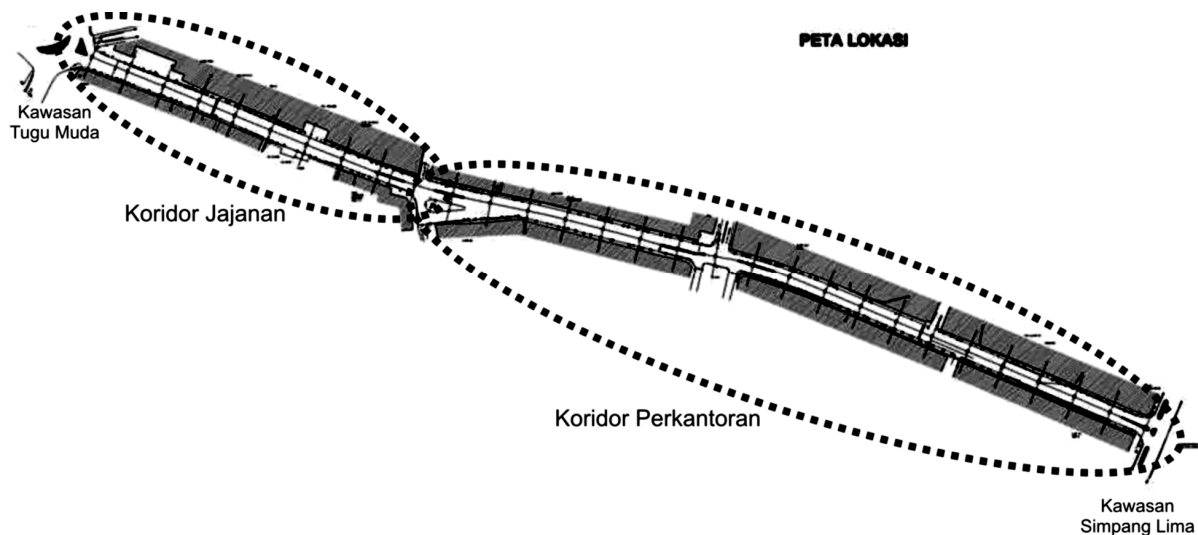 PETA LOKASI
Kawasan
Tugu Muda
Koridor Jajanan
Koridor Perkantoran
Kawasan
Simpang Lima